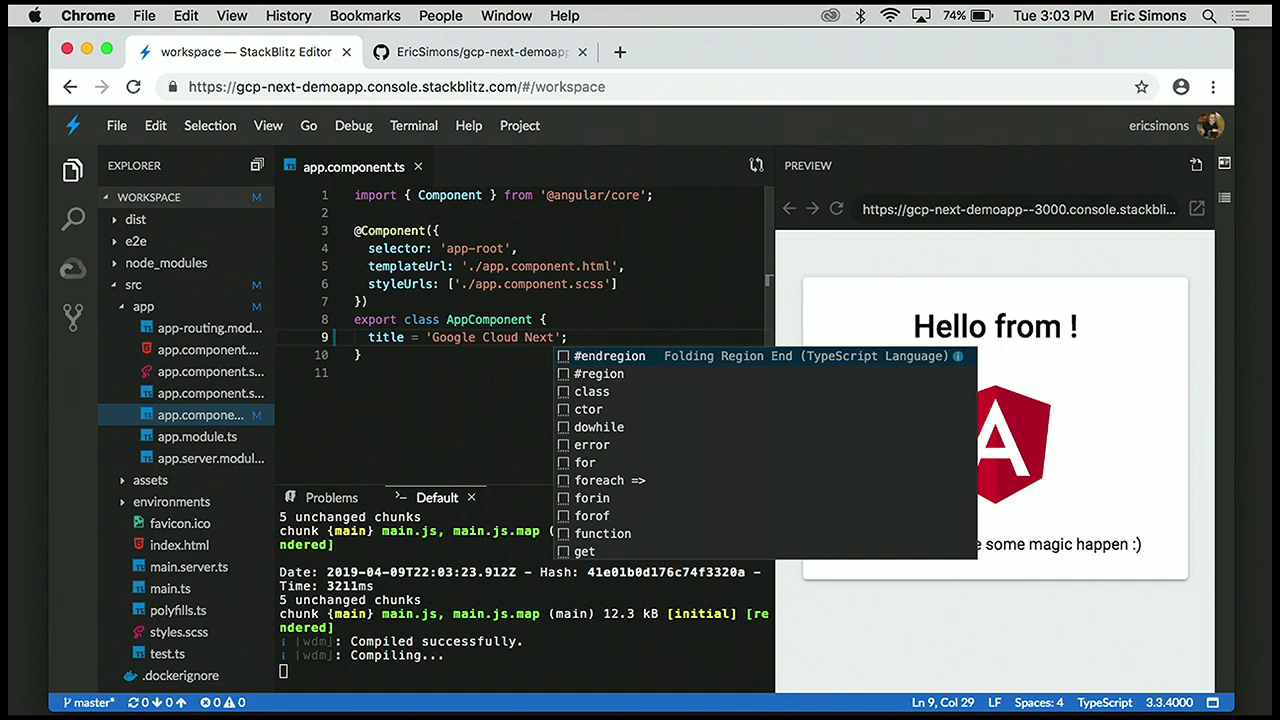 Chrome File Edit View History Bookmarks People Window Help 74% Tue 3:03 PM Eric Simons
workspace — StackBlitz Editor
EricSimons/gcp-next-demoapp
https://gcp-next-demoapp.console.stackblitz.com/#/workspace
File Edit Selection View Go Debug Terminal Help Project ericsimons
EXPLORER
WORKSPACE M
dist
e2e
node_modules
src M
app M
app-routing.mod...
app.component....
app.component.s...
app.component.s...
app.compone... M
app.module.ts
app.server.modul...
assets
environments
favicon.ico
index.html
main.server.ts
main.ts
polyfills.ts
styles.scss
test.ts
.dockerignore
app.component.ts
1 import { Component } from '@angular/core';
2
3 @Component({
4 selector: 'app-root',
5 templateUrl: './app.component.html',
6 styleUrls: ['./app.component.scss']
7 })
8 export class AppComponent {
9 title = 'Google Cloud Next';
10 }
11
#endregion Folding Region End (TypeScript Language)
#region
class
ctor
dowhile
error
for
foreach =>
forin
forof
function
get
Problems
Default
5 unchanged chunks
chunk {main} main.js, main.js.map (
ndered]
Date: 2019-04-09T22:03:23.912Z - Hash: 41e01b0d176c74f3320a -
Time: 3211ms
5 unchanged chunks
chunk {main} main.js, main.js.map (main) 12.3 kB [initial] [re
ndered]
i ｢wdm｣: Compiled successfully.
i ｢wdm｣: Compiling...
PREVIEW
https://gcp-next-demoapp--3000.console.stackbli...
Hello from !
A
e some magic happen :)
master* 0 0 0 0 Ln 9, Col 29 LF Spaces: 4 TypeScript 3.3.4000